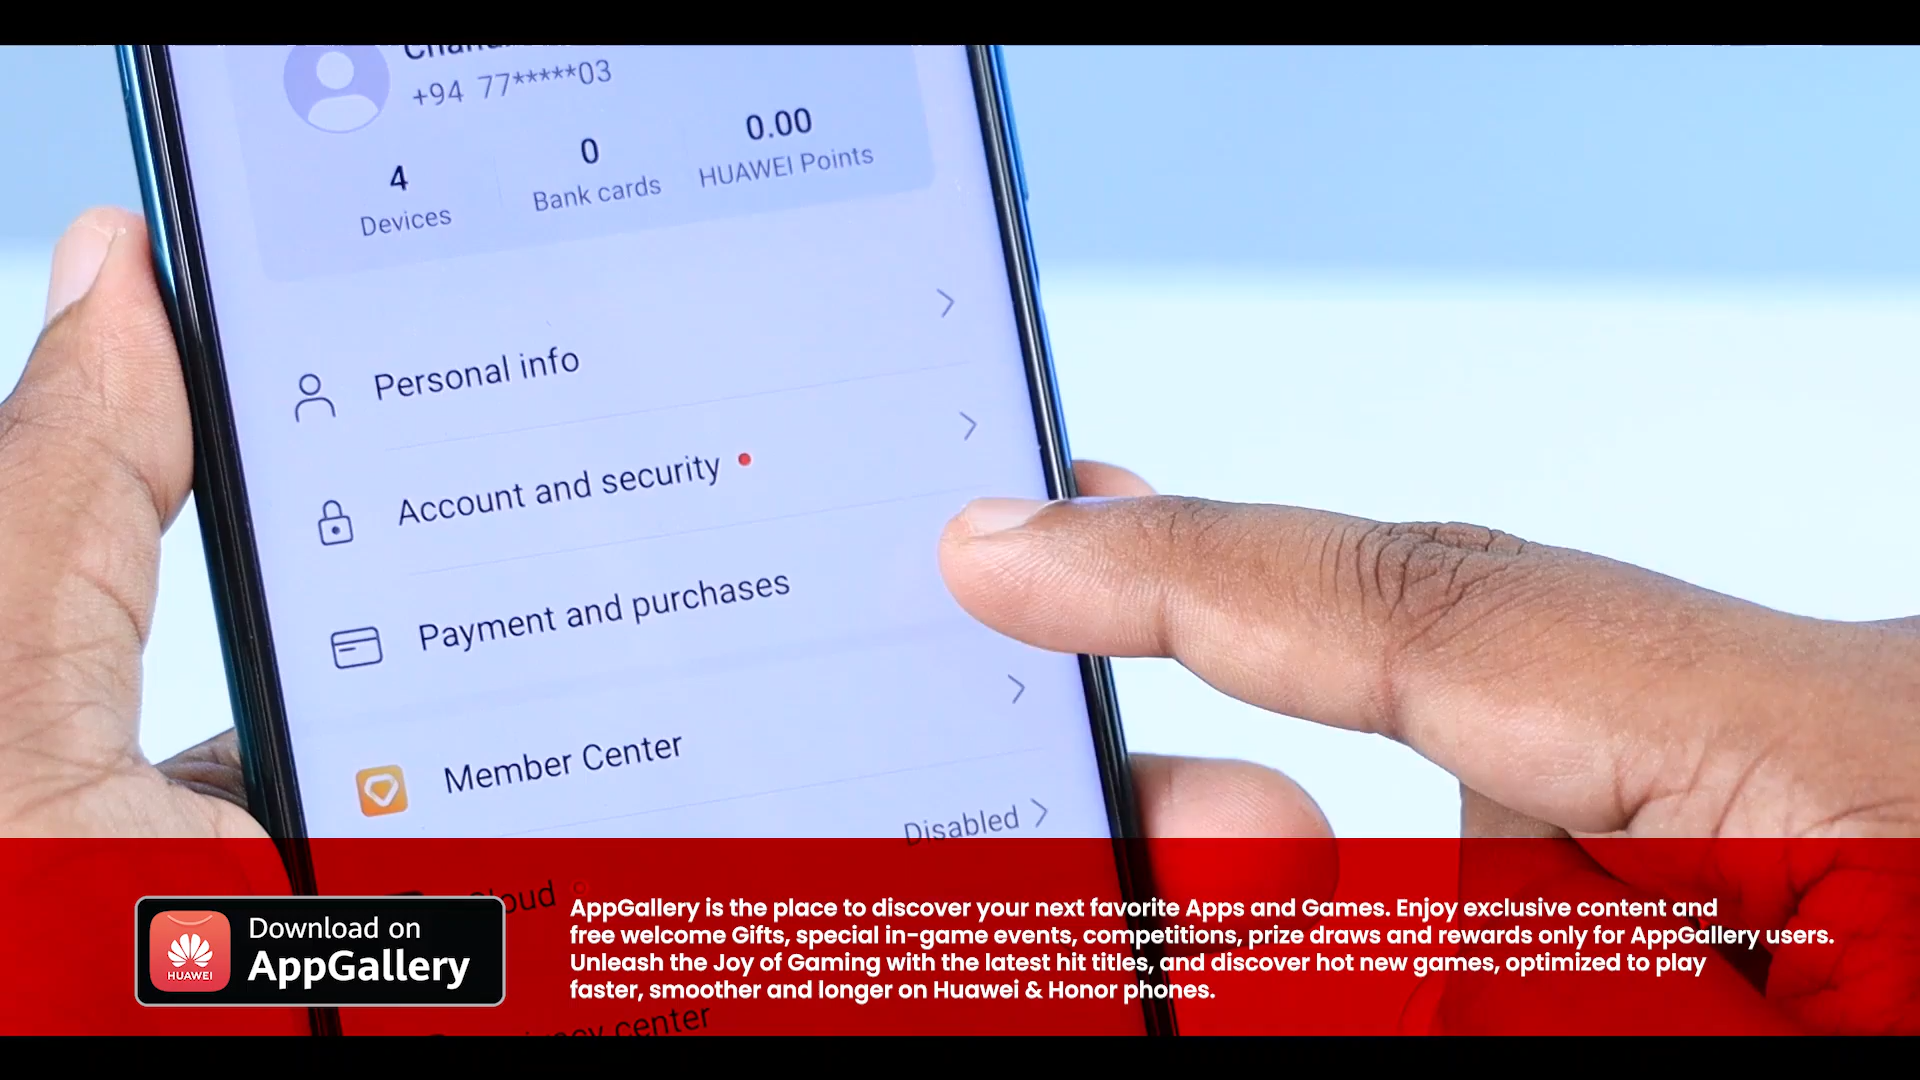 +94 77*****03
4
Devices
0
Bank cards
0.00
HUAWEI Points
Personal info
Account and security
Payment and purchases
Member Center
Disabled
center
Download on
AppGallery
HUAWEI
AppGallery is the place to discover your next favorite Apps and Games. Enjoy exclusive content and
free welcome Gifts, special in-game events, competitions, prize draws and rewards only for AppGallery users.
Unleash the Joy of Gaming with the latest hit titles, and discover hot new games, optimized to play
faster, smoother and longer on Huawei & Honor phones.